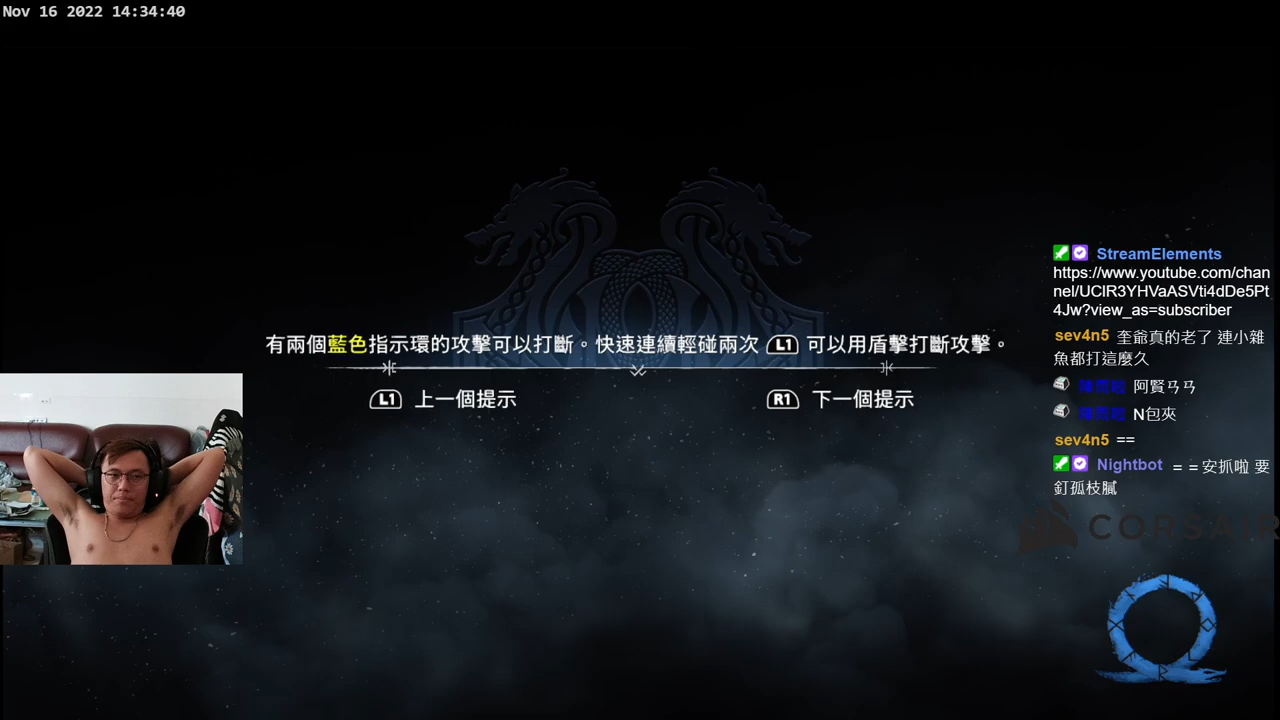 Nov 16 2022 14:34:40
有兩個藍色指示環的攻擊可以打斷。快速連續輕碰兩次 L1 可以用盾擊打斷攻擊。
L1 上一個提示
R1 下一個提示
StreamElements
https://www.youtube.com/chan
nel/UClR3YHVaASVti4dDe5Pt
4Jw?view_as=subscriber
sev4n5 奎爺真的老了 連小雜
魚都打這麼久
阿賢ㄢㄢ
N包夾
sev4n5 ==
Nightbot = =安抓啦 要
釘孤枝膩
CORSAIR